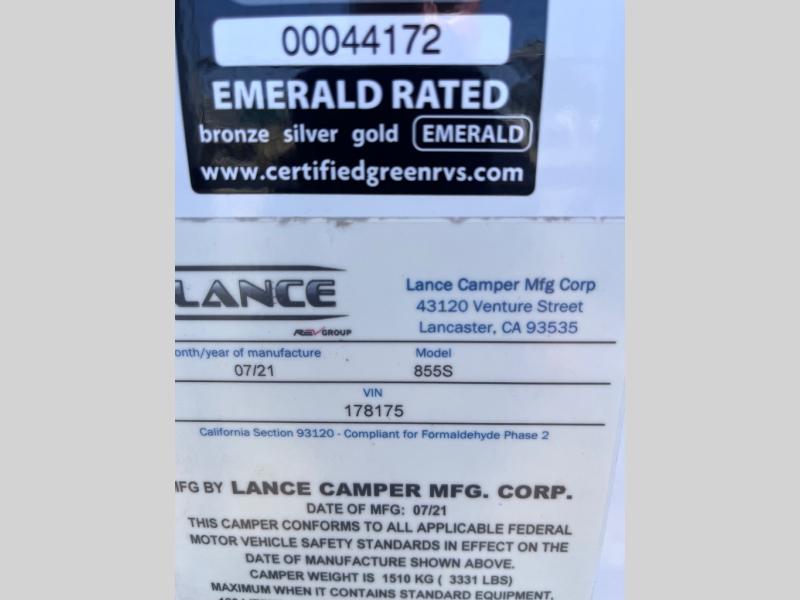 00044172
EMERALD RATED
bronze silver gold EMERALD
www.certifiedgreenrvs.com
LANCE
REV GROUP
Lance Camper Mfg Corp
43120 Venture Street
Lancaster, CA 93535
onth/year of manufacture Model
07/21 855S
VIN
178175
California Section 93120 - Compliant for Formaldehyde Phase 2
MFG BY LANCE CAMPER MFG. CORP.
DATE OF MFG: 07/21
THIS CAMPER CONFORMS TO ALL APPLICABLE FEDERAL
MOTOR VEHICLE SAFETY STANDARDS IN EFFECT ON THE
DATE OF MANUFACTURE SHOWN ABOVE.
CAMPER WEIGHT IS 1510 KG ( 3331 LBS)
MAXIMUM WHEN IT CONTAINS STANDARD EQUIPMENT,